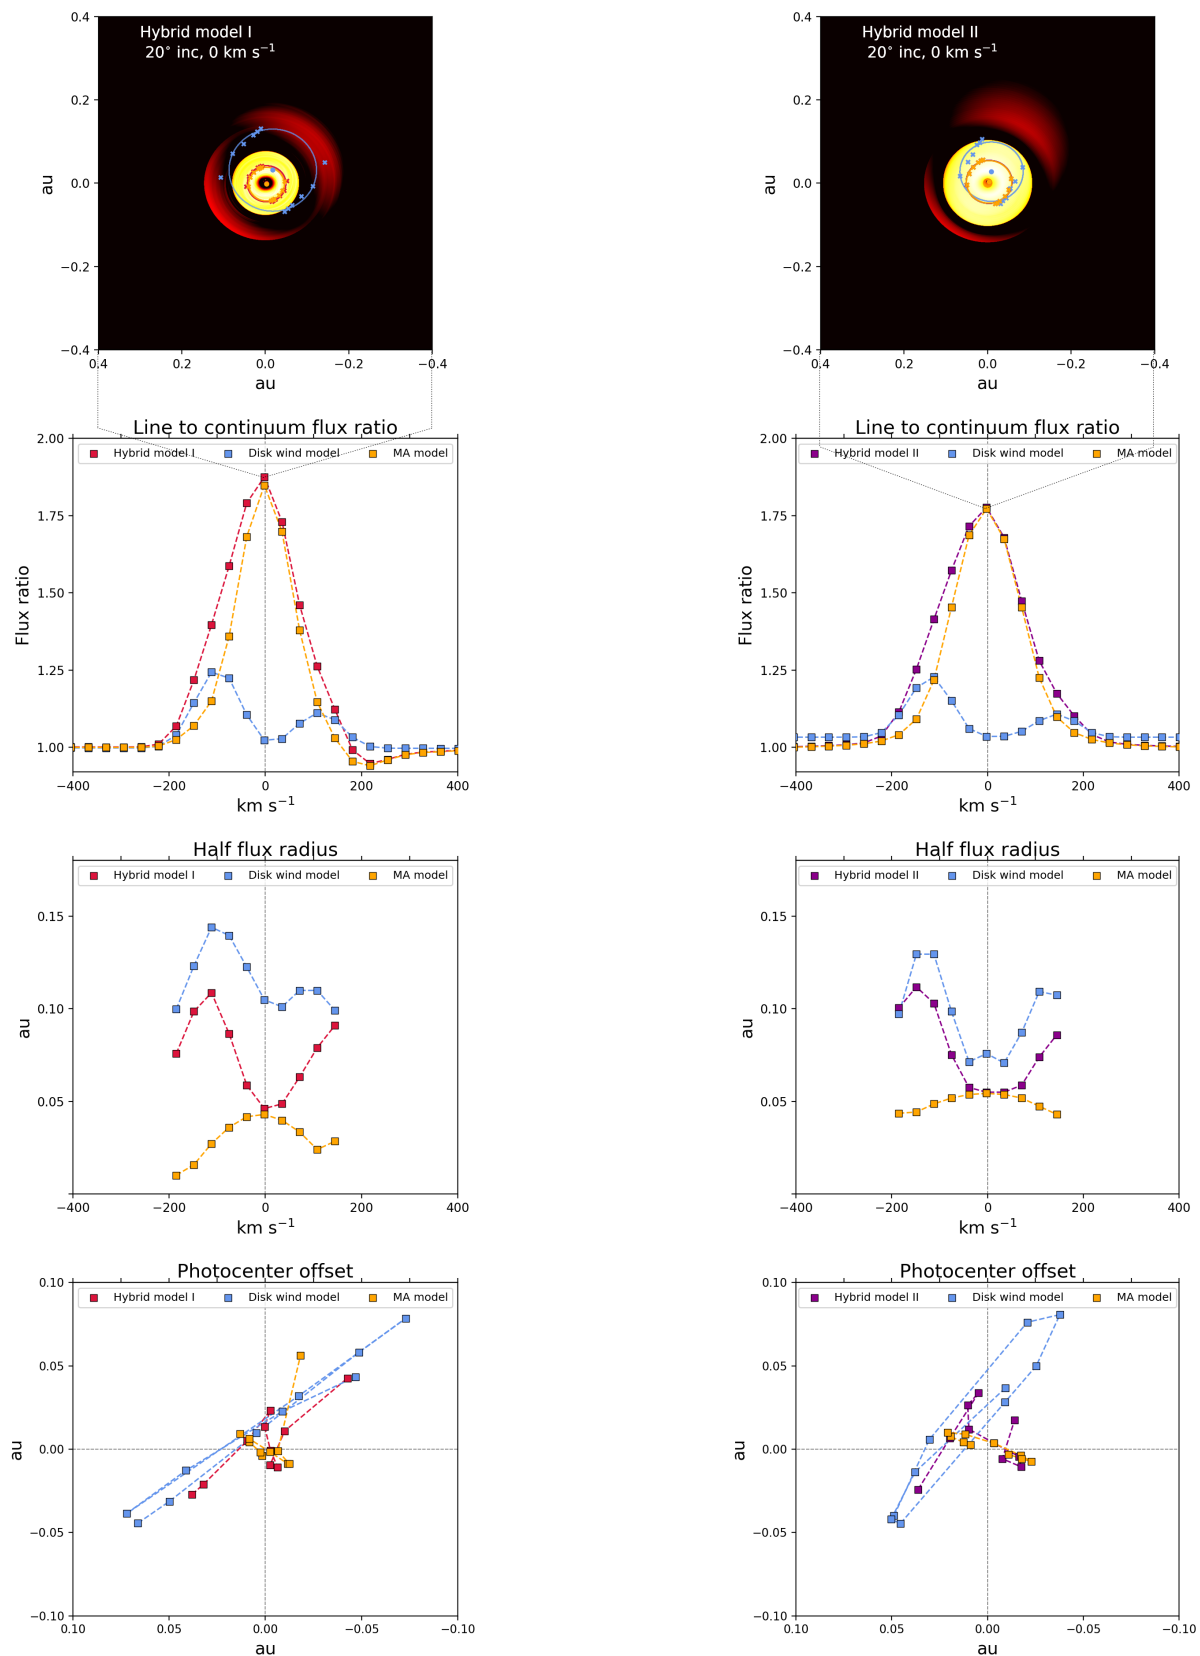 0.4
Hybrid model I
20° inc, 0 km s⁻¹
0.2
0.0
−0.2
−0.4
au
0.4 0.2 0.0 −0.2 −0.4
au
0.4
Hybrid model II
20° inc, 0 km s⁻¹
0.2
0.0
−0.2
−0.4
au
0.4 0.2 0.0 −0.2 −0.4
au
Line to continuum flux ratio
Hybrid model I Disk wind model MA model
2.00
1.75
1.50
1.25
1.00
Flux ratio
−400 −200 0 200 400
km s⁻¹
Line to continuum flux ratio
Hybrid model II Disk wind model MA model
2.00
1.75
1.50
1.25
1.00
Flux ratio
−400 −200 0 200 400
km s⁻¹
Half flux radius
Hybrid model I Disk wind model MA model
0.15
0.10
0.05
au
−400 −200 0 200 400
km s⁻¹
Half flux radius
Hybrid model II Disk wind model MA model
0.15
0.10
0.05
au
−400 −200 0 200 400
km s⁻¹
Photocenter offset
Hybrid model I Disk wind model MA model
0.10
0.05
0.00
−0.05
−0.10
au
0.10 0.05 0.00 −0.05 −0.10
au
Photocenter offset
Hybrid model II Disk wind model MA model
0.10
0.05
0.00
−0.05
−0.10
au
0.10 0.05 0.00 −0.05 −0.10
au